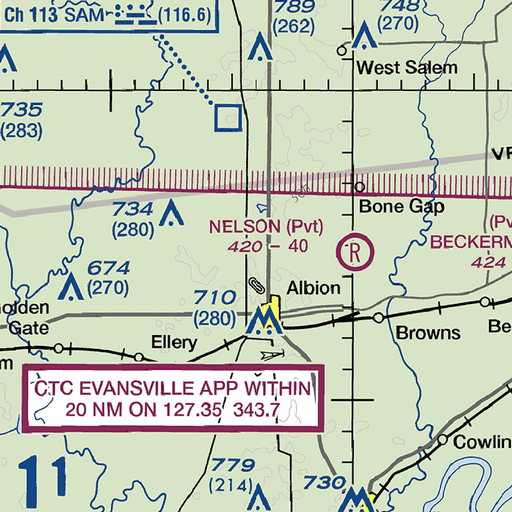 Ch 113 SAM (116.6)
789
(262)
748
(270)
West Salem
735
(283)
500
Bone Gap
734
(280)
NELSON (Pvt)
420 - 40
R
BECKERM
424
674
(270)
Albion
710
(280)
Gate
Ellery
Browns
CTC EVANSVILLE APP WITHIN
20 NM ON 127.35 343.7
Cowlin
11
779
(214)
730